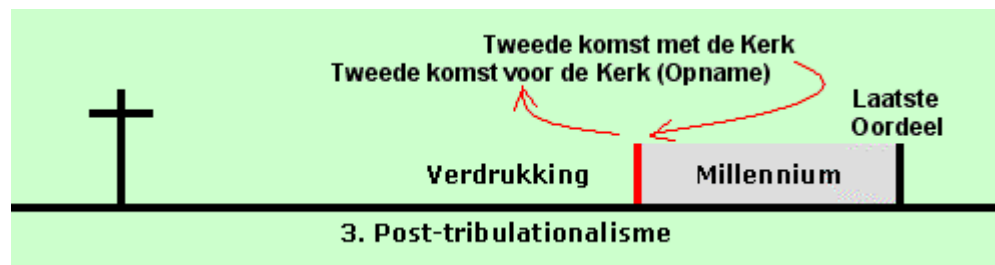 Tweede komst met de Kerk
Tweede komst voor de Kerk (Opname)
Laatste
Oordeel
Verdrukking
Millennium
3. Post-tribulationalisme